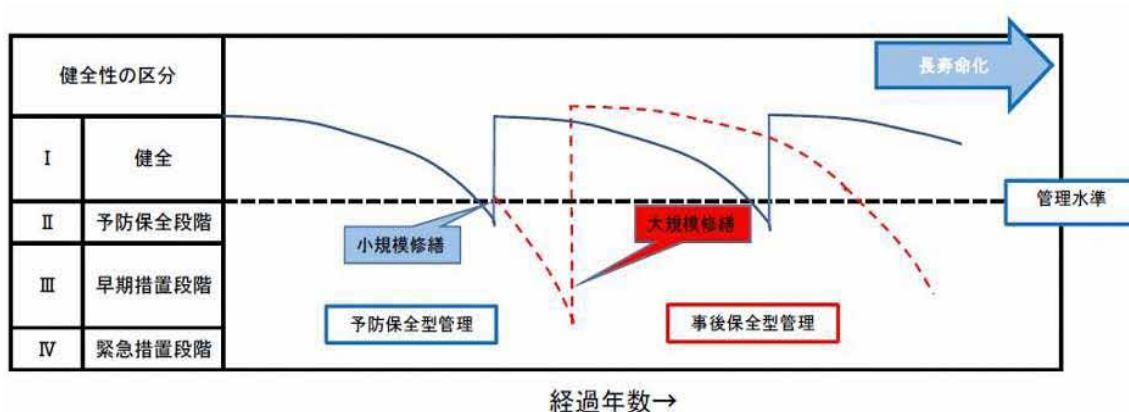 健全性の区分
長寿命化
Ⅰ 健全
管理水準
Ⅱ 予防保全段階
小規模修繕
大規模修繕
Ⅲ 早期措置段階
予防保全型管理
事後保全型管理
Ⅳ 緊急措置段階
経過年数→